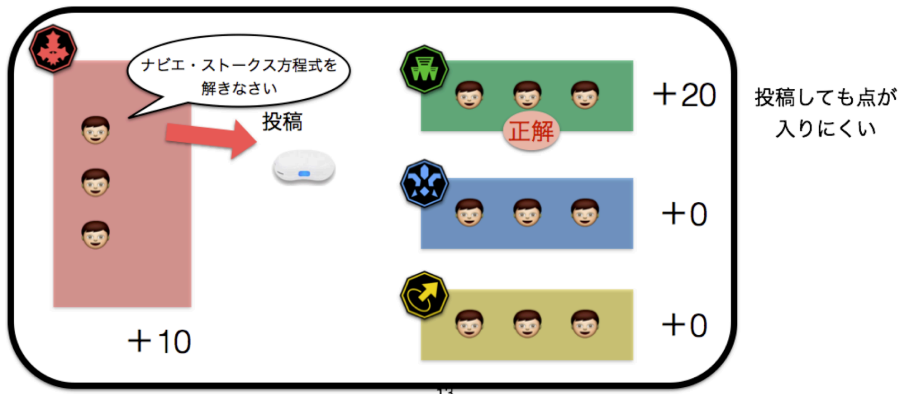 ナビエ・ストークス方程式を
解きなさい
投稿
+10
正解
+20
+0
+0
投稿しても点が
入りにくい